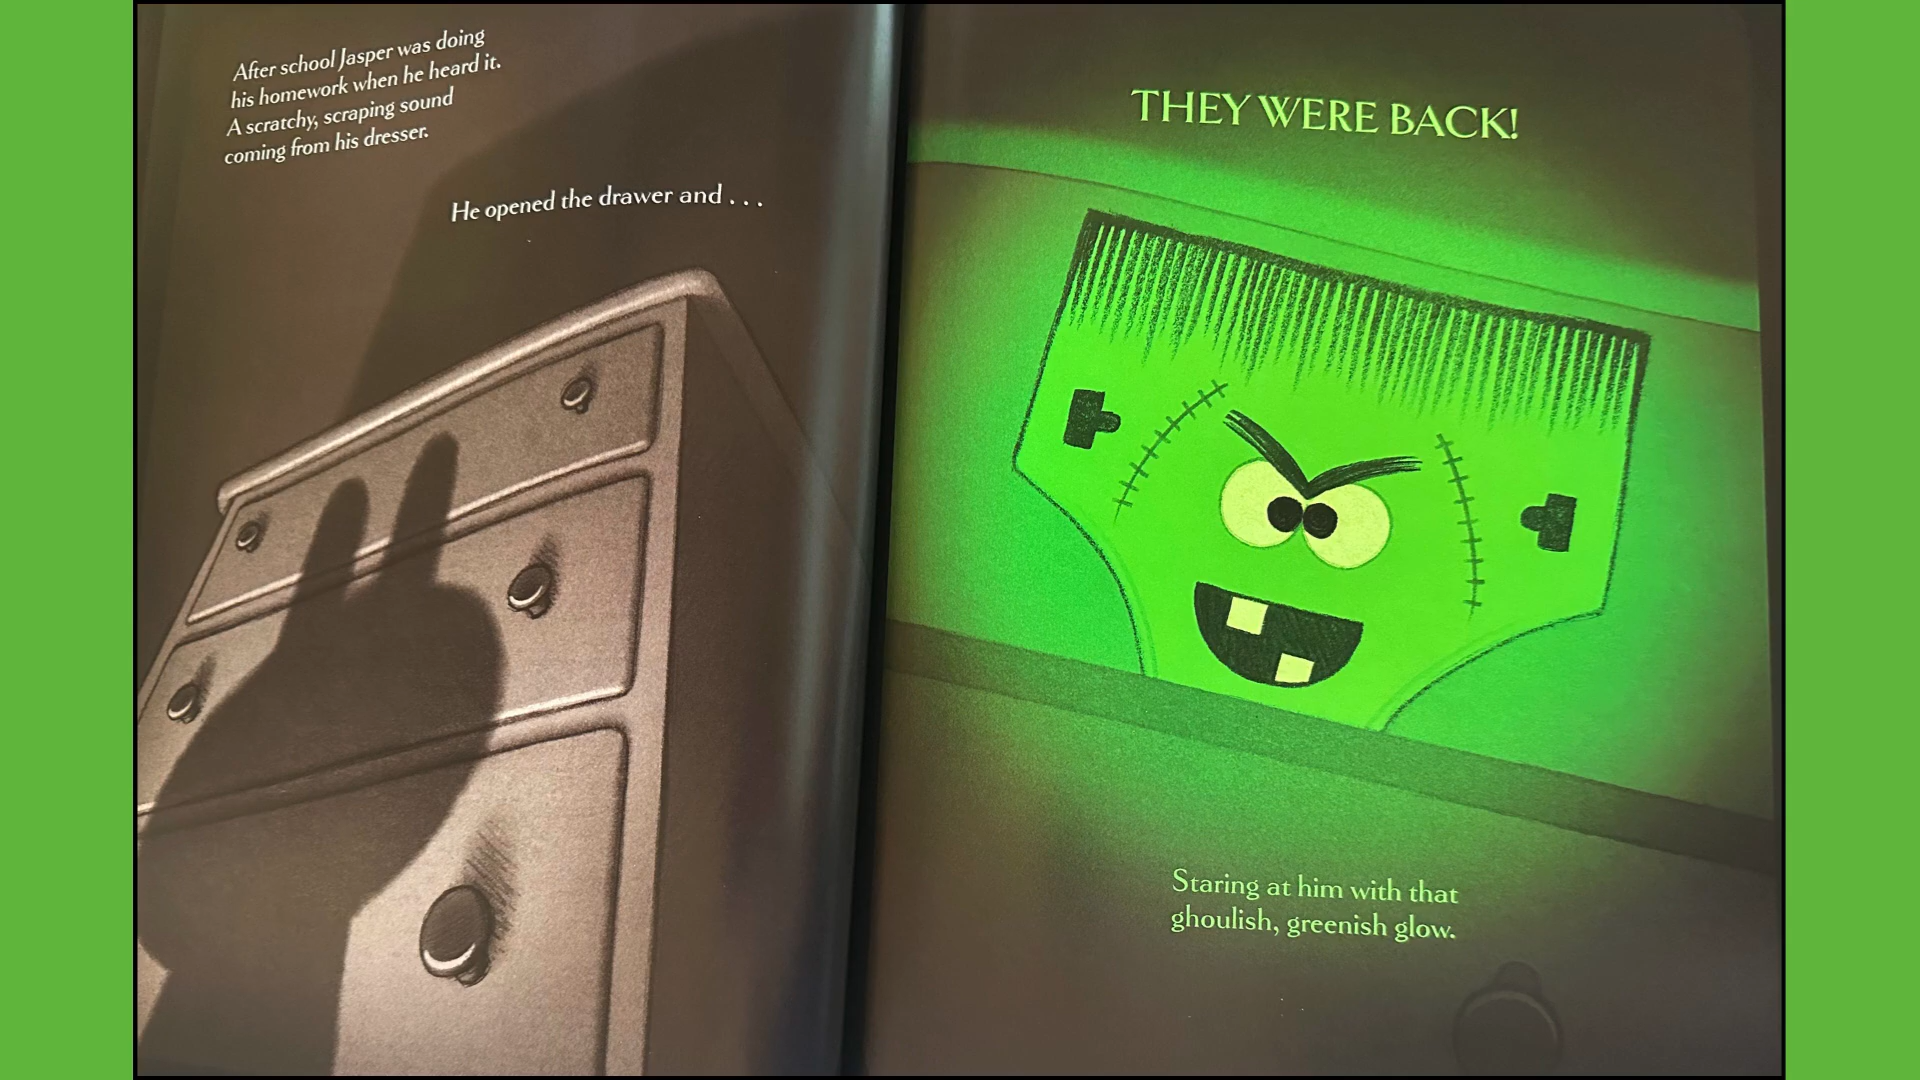 After school Jasper was doing
his homework when he heard it.
A scratchy, scraping sound
coming from his dresser.
He opened the drawer and . . .
THEY WERE BACK!
Staring at him with that
ghoulish, greenish glow.